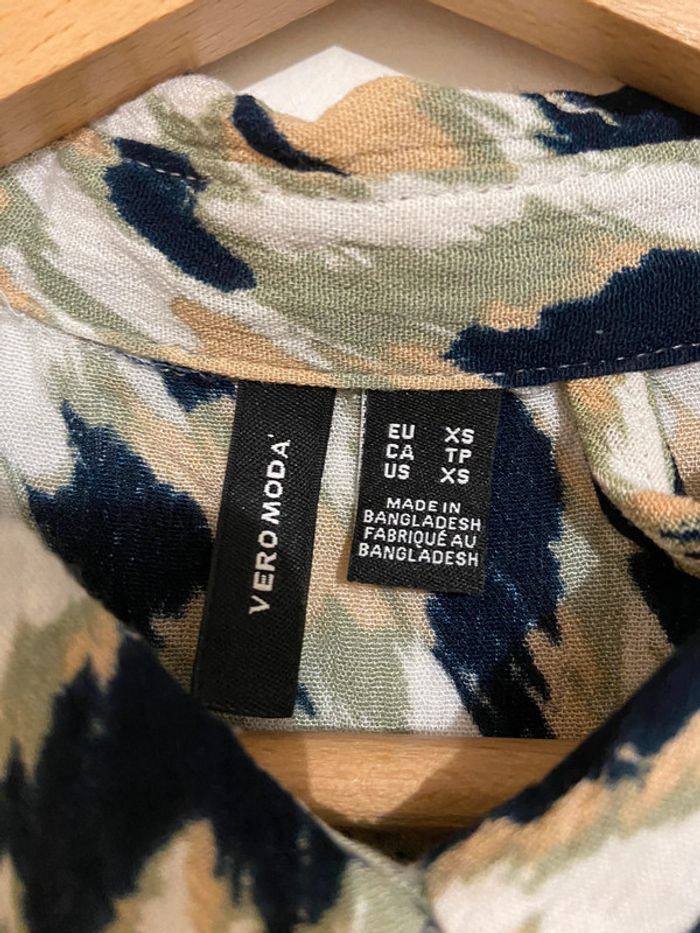 VERO MODA
EU XS
CA TP
US XS
MADE IN
BANGLADESH
FABRIQUÉ AU
BANGLADESH